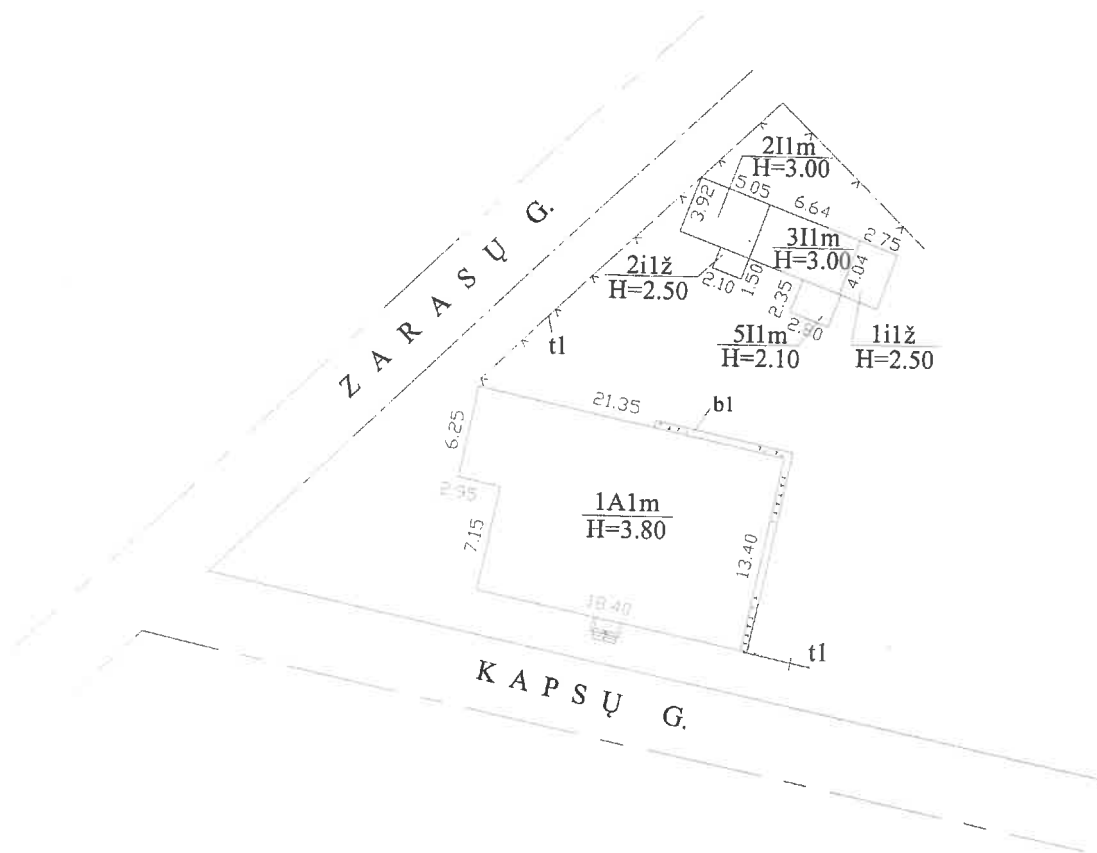 2I1m
H=3.00
5.05
6.64
3.92
2.75
3I1m
H=3.00
4.04
2i1ž
H=2.50
2.10
1.50
2.35
2.80
5I1m
H=2.10
1i1ž
H=2.50
ZARASŲ G.
t1
21.35
b1
6.25
2.95
7.15
1A1m
H=3.80
13.40
18.40
t1
KAPSŲ G.